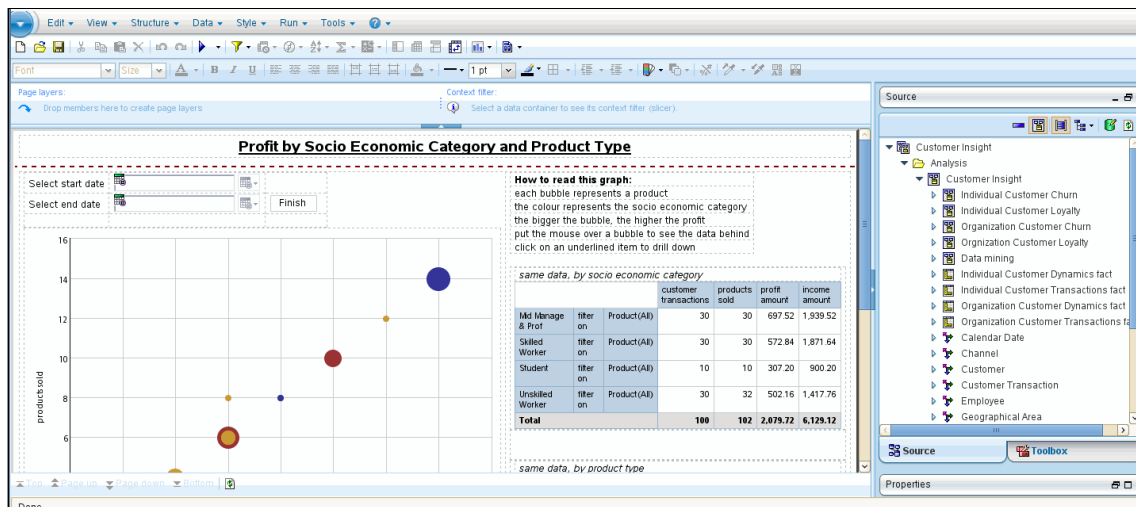 Edit View Structure Data Style Run Tools
Font Size 1 pt
Page layers:
Drop members here to create page layers
Context filter:
Select a data container to see its context filter (slicer).
Profit by Socio Economic Category and Product Type
Select start date
Select end date
Finish
How to read this graph:
each bubble represents a product
the colour represents the socio economic category
the bigger the bubble, the higher the profit
put the mouse over a bubble to see the data behind
click on an underlined item to drill down
16
14
12
10
8
6
products sold
same data, by socio economic category
customer transactions products sold profit amount income amount
Mid Manage & Prof filter on Product(All) 30 30 697.52 1,939.52
Skilled Worker filter on Product(All) 30 30 572.84 1,871.64
Student filter on Product(All) 10 10 307.20 900.20
Unskilled Worker filter on Product(All) 30 32 502.16 1,417.76
Total 100 102 2,079.72 6,129.12
same data, by product type
Top Page up Page down Bottom
Done
Source
Customer Insight
Analysis
Customer Insight
Individual Customer Churn
Individual Customer Loyalty
Organization Customer Churn
Orgnization Customer Loyalty
Data mining
Individual Customer Dynamics fact
Individual Customer Transactions fact
Organization Customer Dynamics fact
Organization Customer Transactions fa
Calendar Date
Channel
Customer
Customer Transaction
Employee
Geographical Area
Source Toolbox
Properties